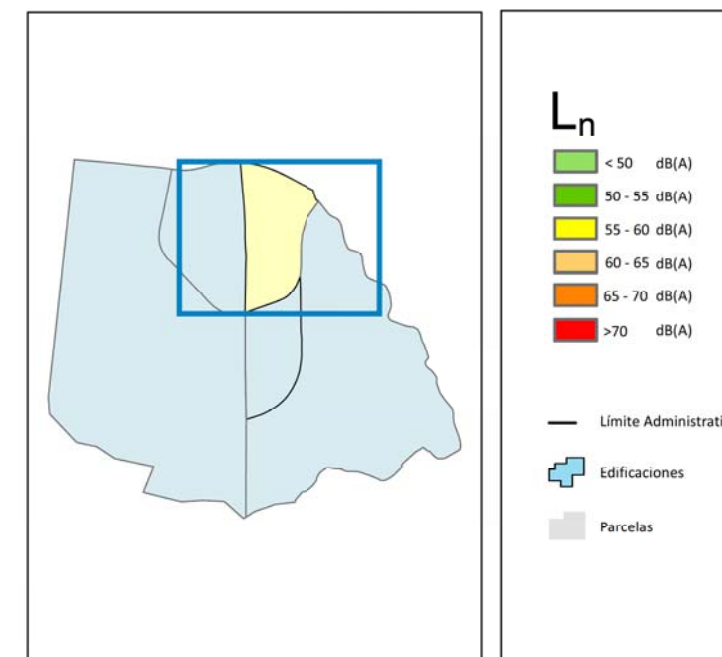 Ln
< 50 dB(A)
50 - 55 dB(A)
55 - 60 dB(A)
60 - 65 dB(A)
65 - 70 dB(A)
>70 dB(A)
Límite Administrati
Edificaciones
Parcelas